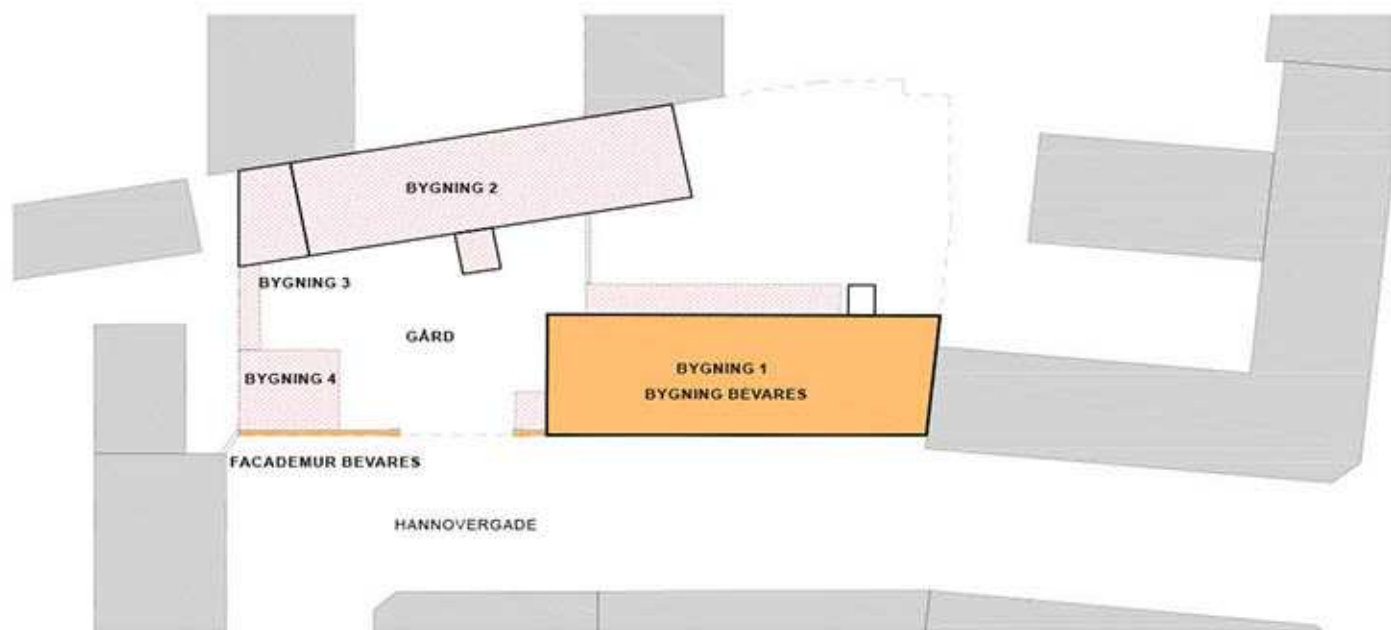 BYGNING 2
BYGNING 3
GÅRD
BYGNING 4
BYGNING 1
BYGNING BEVARES
FACADEMUR BEVARES
HANNOVERGADE